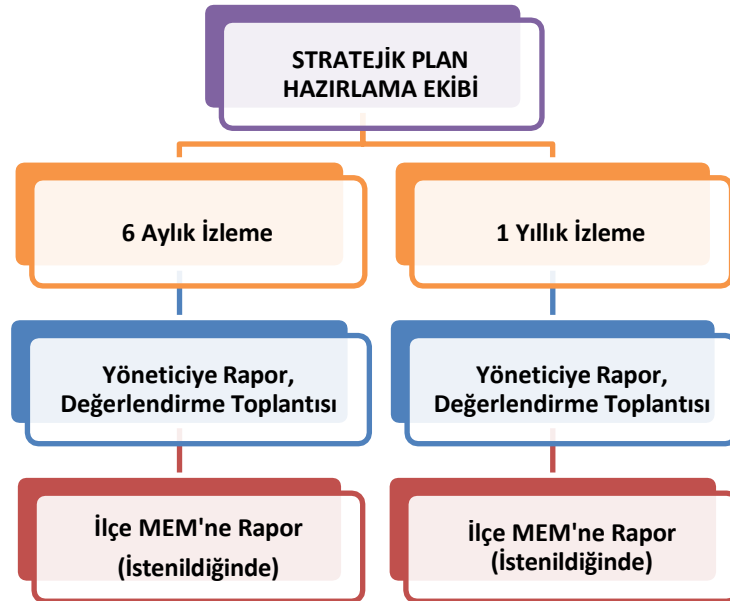 STRATEJİK PLAN
HAZIRLAMA EKİBİ
6 Aylık İzleme
1 Yıllık İzleme
Yöneticiye Rapor,
Değerlendirme Toplantısı
Yöneticiye Rapor,
Değerlendirme Toplantısı
İlçe MEM'ne Rapor
(İstenildiğinde)
İlçe MEM'ne Rapor
(İstenildiğinde)